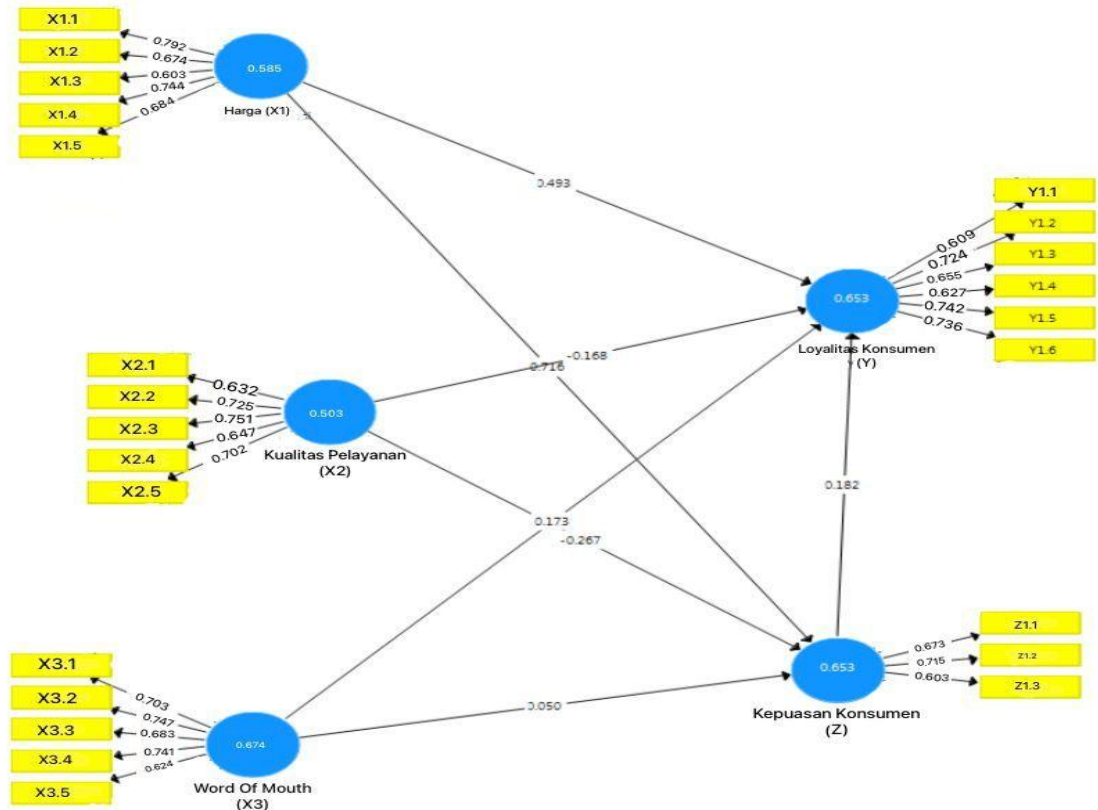 X1.1
X1.2
X1.3
X1.4
X1.5
0.792
0.674
0.603
0.744
0.684
0.585
Harga (X1)
0.493
0.716
Y1.1
Y1.2
Y1.3
Y1.4
Y1.5
Y1.6
0.609
0.724
0.655
0.627
0.742
0.736
0.653
Loyalitas Konsumen
(Y)
X2.1
X2.2
X2.3
X2.4
X2.5
0.632
0.725
0.751
0.647
0.702
0.503
Kualitas Pelayanan
(X2)
-0.168
-0.267
0.173
0.182
X3.1
X3.2
X3.3
X3.4
X3.5
0.703
0.747
0.683
0.741
0.624
0.674
Word Of Mouth
(X3)
0.050
0.653
Kepuasan Konsumen
(Z)
0.673
0.715
0.603
Z1.1
Z1.2
Z1.3